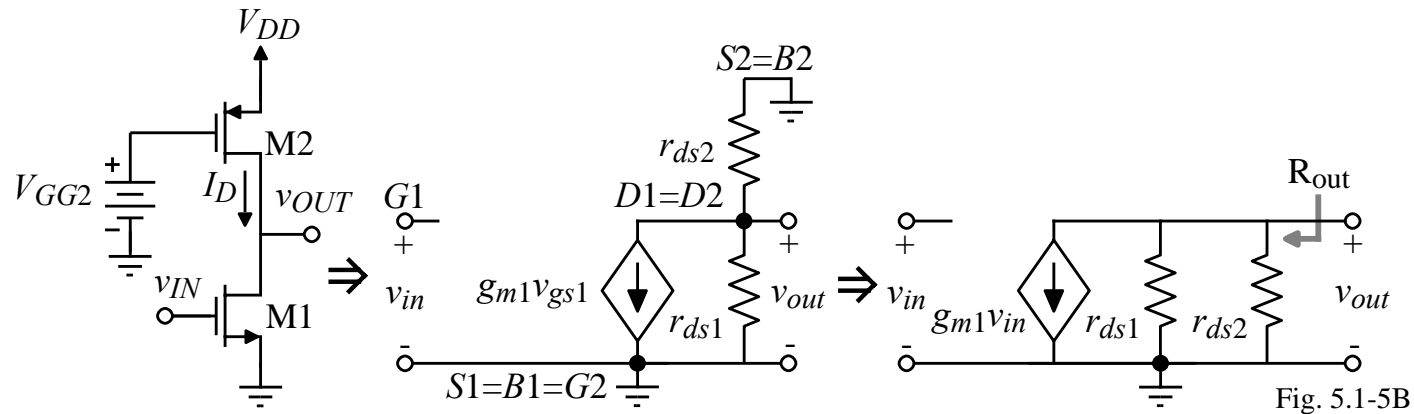 VDD
S2=B2
M2
rds2
VGG2
+
-
ID
vOUT
G1
D1=D2
Rout
+
+
+
+
vIN
⇒
vin
gm1vgs1
vout
⇒
vin
vout
M1
rds1
gm1vin
rds1
rds2
-
-
-
-
S1=B1=G2
Fig. 5.1-5B